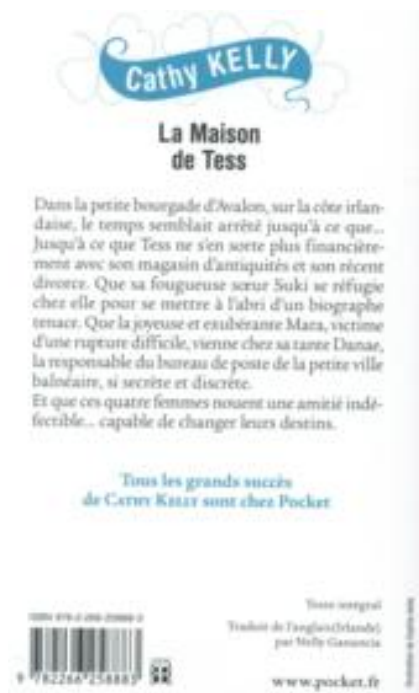 Cathy KELLY
La Maison
de Tess
Dans la petite bourgade d'Avalon, sur la côte irlan-
daise, le temps semblait arrêté jusqu'à ce que...
Jusqu'à ce que Tess ne s'en sorte plus financière-
ment avec son magasin d'antiquités et son récent
divorce. Que sa fougueuse sœur Suki se réfugie
chez elle pour se mettre à l'abri d'un biographe
tenace. Que la joyeuse et exubérante Mara, victime
d'une rupture difficile, vienne chez sa tante Danae,
la responsable du bureau de poste de la petite ville
balnéaire, si secrète et discrète.
Et que ces quatre femmes nouent une amitié indé-
fectible... capable de changer leurs destins.
Tous les grands succès
de CATHY KELLY sont chez Pocket
Texte intégral
Traduit de l'anglais (Irlande)
par Nelly
ISBN
9 782266 258883
www.pocket.fr